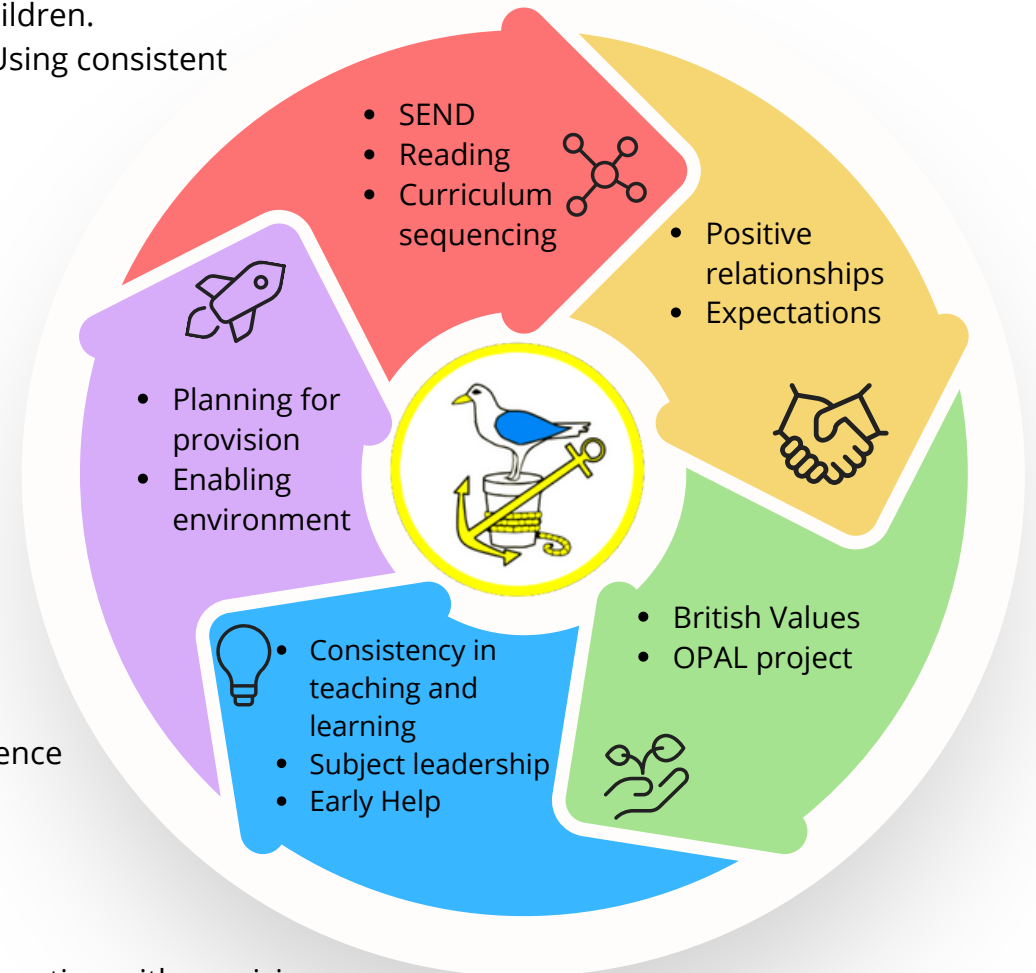 ildren.
Using consistent
• SEND
• Reading
• Curriculum
sequencing
• Positive
relationships
• Expectations
• Planning for
provision
• Enabling
environment
• British Values
• OPAL project
• Consistency in
teaching and
learning
• Subject leadership
• Early Help
ence